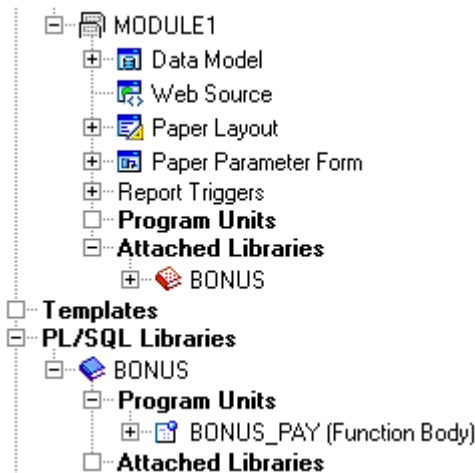 MODULE1
Data Model
Web Source
Paper Layout
Paper Parameter Form
Report Triggers
Program Units
Attached Libraries
BONUS
Templates
PL/SQL Libraries
BONUS
Program Units
BONUS_PAY (Function Body)
Attached Libraries